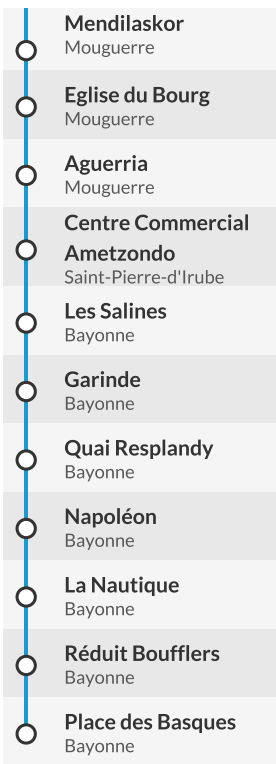 Mendilaskor
Mouguerre
Eglise du Bourg
Mouguerre
Aguerria
Mouguerre
Centre Commercial
Ametzondo
Saint-Pierre-d'Irube
Les Salines
Bayonne
Garinde
Bayonne
Quai Resplandy
Bayonne
Napoléon
Bayonne
La Nautique
Bayonne
Réduit Boufflers
Bayonne
Place des Basques
Bayonne